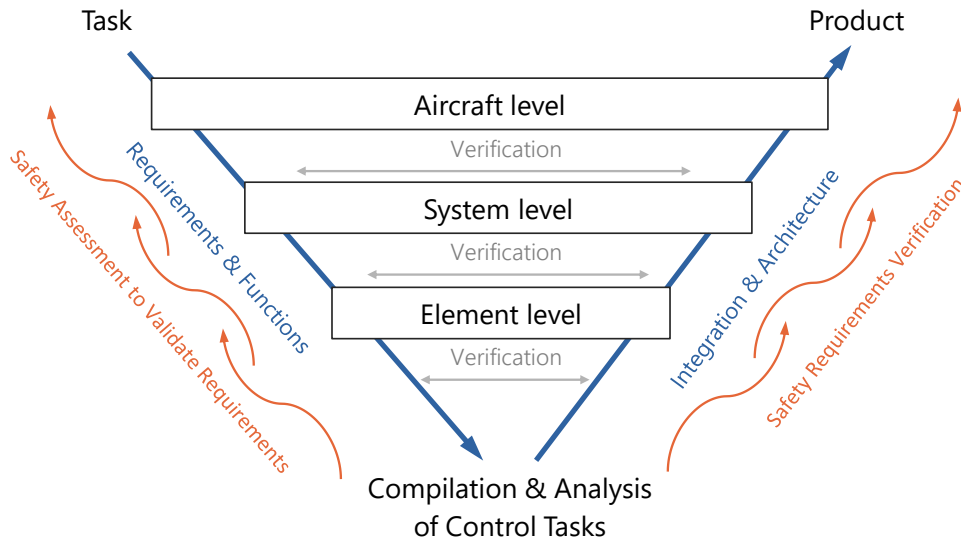 Task
Product
Aircraft level
Verification
System level
Verification
Element level
Verification
Requirements & Functions
Safety Assessment to Validate Requirements
Integration & Architecture
Safety Requirements Verification
Compilation & Analysis
of Control Tasks